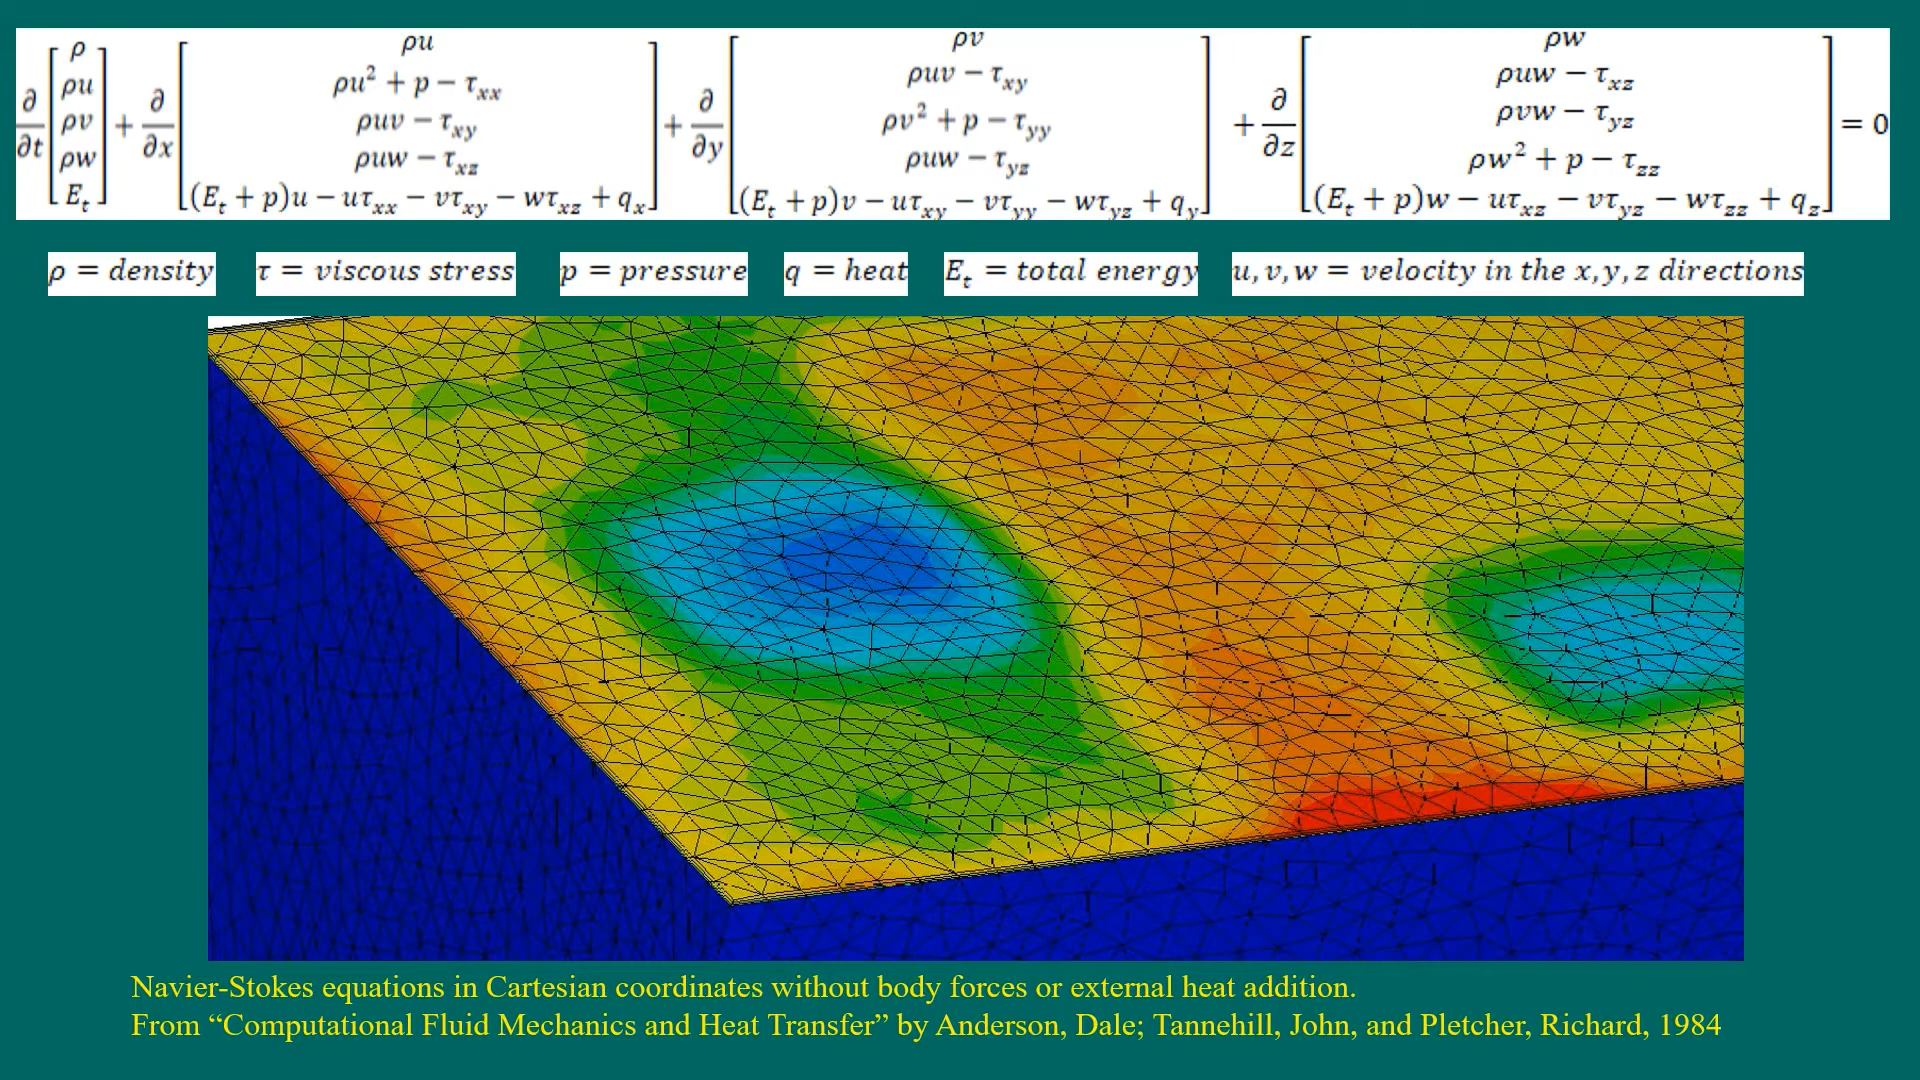 ∂/∂t [ρ; ρu; ρv; ρw; E_t] + ∂/∂x [ρu; ρu² + p − τ_xx; ρuv − τ_xy; ρuw − τ_xz; (E_t + p)u − uτ_xx − vτ_xy − wτ_xz + q_x] + ∂/∂y [ρv; ρuv − τ_xy; ρv² + p − τ_yy; ρuw − τ_yz; (E_t + p)v − uτ_xy − vτ_yy − wτ_yz + q_y] + ∂/∂z [ρw; ρuw − τ_xz; ρvw − τ_yz; ρw² + p − τ_zz; (E_t + p)w − uτ_xz − vτ_yz − wτ_zz + q_z] = 0
ρ = density τ = viscous stress p = pressure q = heat E_t = total energy u, v, w = velocity in the x, y, z directions
Navier-Stokes equations in Cartesian coordinates without body forces or external heat addition.
From “Computational Fluid Mechanics and Heat Transfer” by Anderson, Dale; Tannehill, John, and Pletcher, Richard, 1984